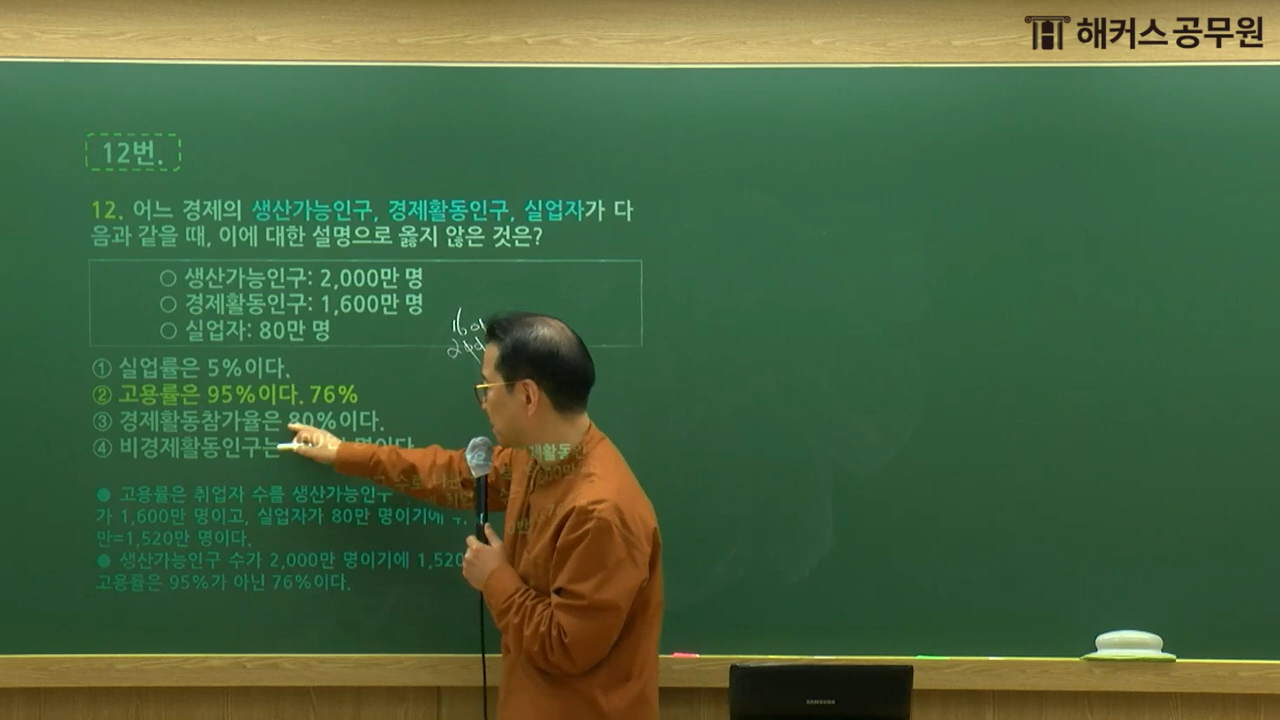 해커스공무원
12번.
12. 어느 경제의 생산가능인구, 경제활동인구, 실업자가 다
음과 같을 때, 이에 대한 설명으로 옳지 않은 것은?
○ 생산가능인구: 2,000만 명
○ 경제활동인구: 1,600만 명
○ 실업자: 80만 명
① 실업률은 5%이다.
② 고용률은 95%이다. 76%
③ 경제활동참가율은 80%이다.
④ 비경제활동인구는 명이다
● 고용률은 취업자 수를 생산가능인구
가 1,600만 명이고, 실업자가 80만 명이기에
만=1,520만 명이다.
● 생산가능인구 수가 2,000만 명이기에 1,520
고용률은 95%가 아닌 76%이다.
SAMSUNG